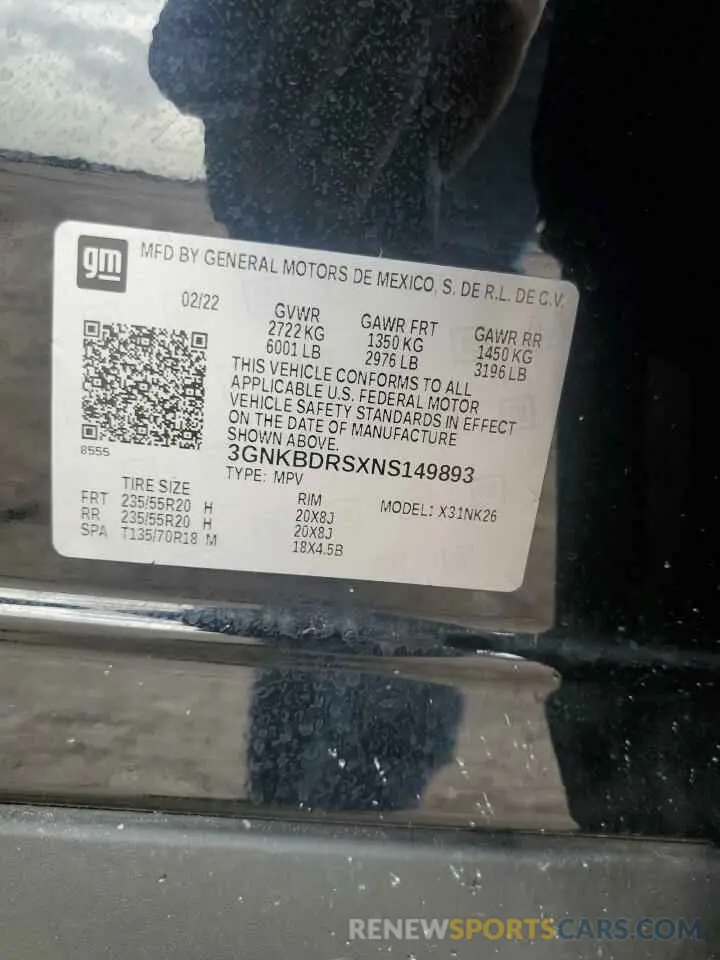 gm MFD BY GENERAL MOTORS DE MEXICO, S. DE R.L. DE C.V.
02/22
GVWR GAWR FRT GAWR RR
2722 KG 1350 KG 1450 KG
6001 LB 2976 LB 3196 LB
THIS VEHICLE CONFORMS TO ALL
APPLICABLE U.S. FEDERAL MOTOR
VEHICLE SAFETY STANDARDS IN EFFECT
ON THE DATE OF MANUFACTURE
SHOWN ABOVE.
8555
3GNKBDRSXNS149893
TYPE: MPV
TIRE SIZE RIM MODEL: X31NK26
FRT 235/55R20 H 20X8J
RR 235/55R20 H 20X8J
SPA T135/70R18 M 18X4.5B
RENEWSPORTSCARS.COM